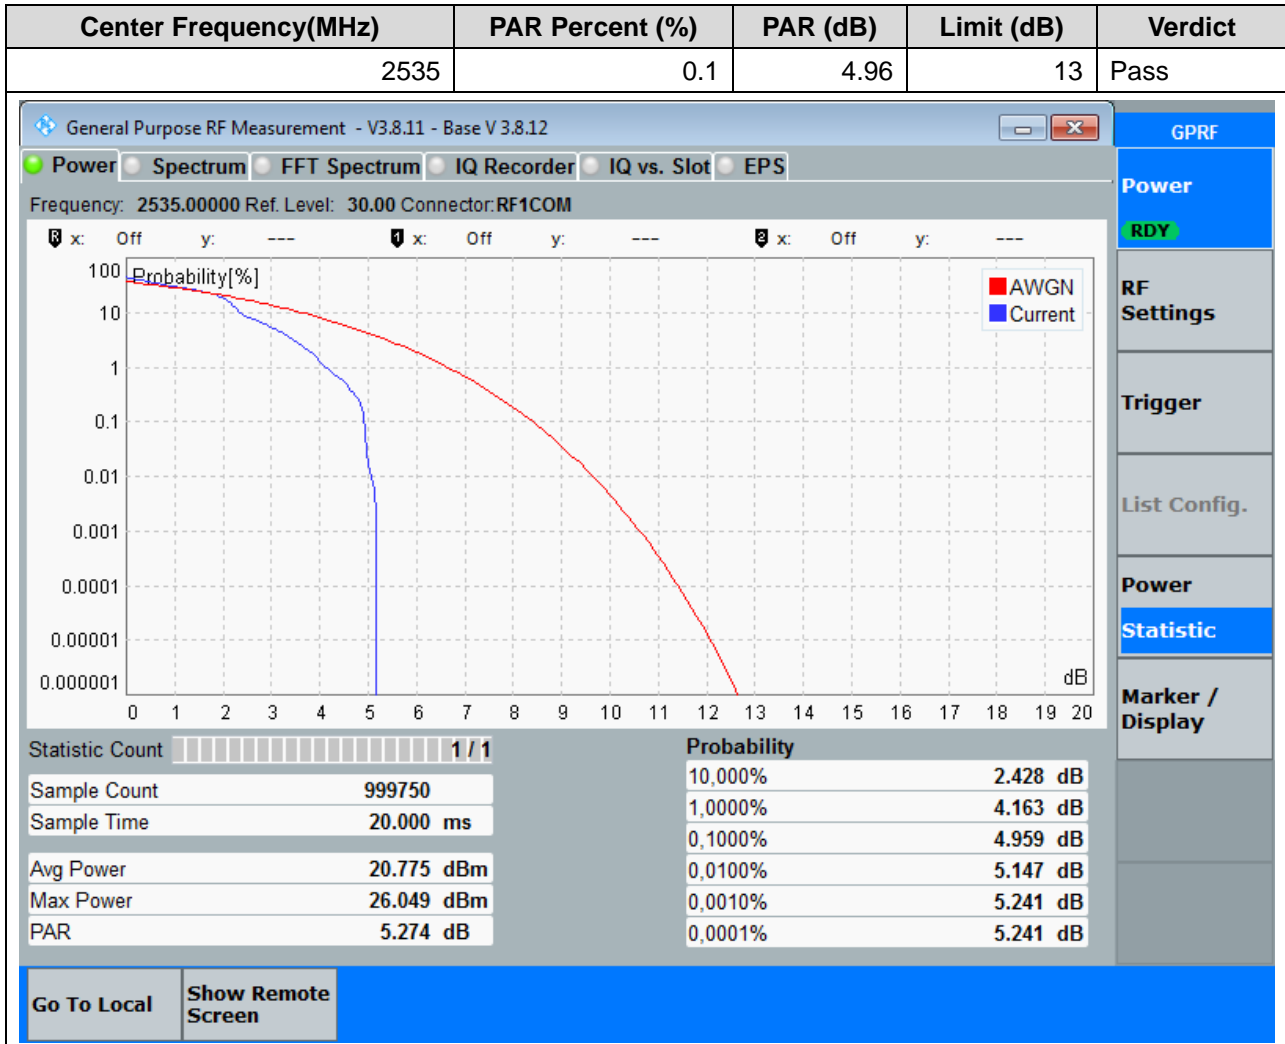 Center Frequency(MHz) PAR Percent (%) PAR (dB) Limit (dB) Verdict
2535 0.1 4.96 13 Pass
General Purpose RF Measurement - V3.8.11 - Base V 3.8.12
GPRF
Power Spectrum FFT Spectrum IQ Recorder IQ vs. Slot EPS
Power
RDY
Frequency: 2535.00000 Ref. Level: 30.00 Connector:RF1COM
R x: Off y: --- 1 x: Off y: --- 2 x: Off y: ---
Probability[%]
AWGN
Current
100
10
1
0.1
0.01
0.001
0.0001
0.00001
0.000001
dB
0 1 2 3 4 5 6 7 8 9 10 11 12 13 14 15 16 17 18 19 20
RF
Settings
Trigger
List Config.
Power
Statistic
Marker /
Display
Statistic Count 1 / 1
Sample Count 999750
Sample Time 20.000 ms
Avg Power 20.775 dBm
Max Power 26.049 dBm
PAR 5.274 dB
Probability
10,000% 2.428 dB
1,0000% 4.163 dB
0,1000% 4.959 dB
0,0100% 5.147 dB
0,0010% 5.241 dB
0,0001% 5.241 dB
Go To Local
Show Remote
Screen